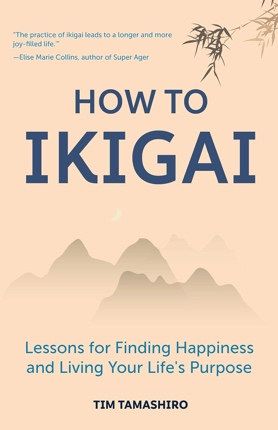 "The practice of ikigai leads to a longer and more
joy-filled life.'"
—Elise Marie Collins, author of Super Ager
HOW TO
IKIGAI
Lessons for Finding Happiness
and Living Your Life's Purpose
TIM TAMASHIRO